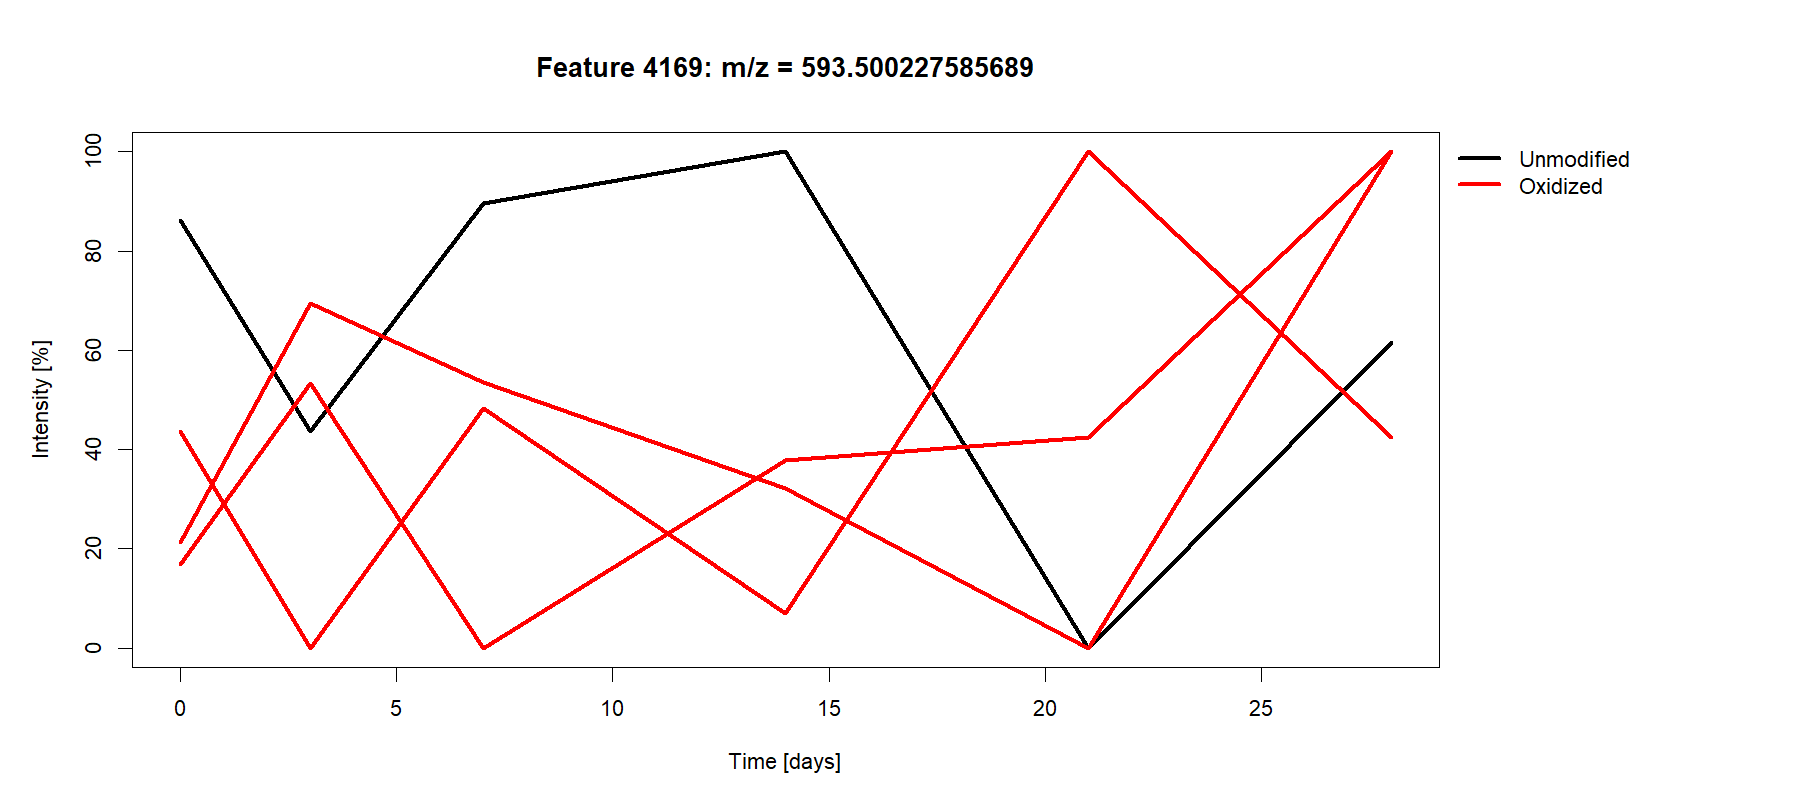 Feature 4169: m/z = 593.500227585689
Unmodified
Oxidized
Intensity [%]
100
80
60
40
20
0
0 5 10 15 20 25
Time [days]